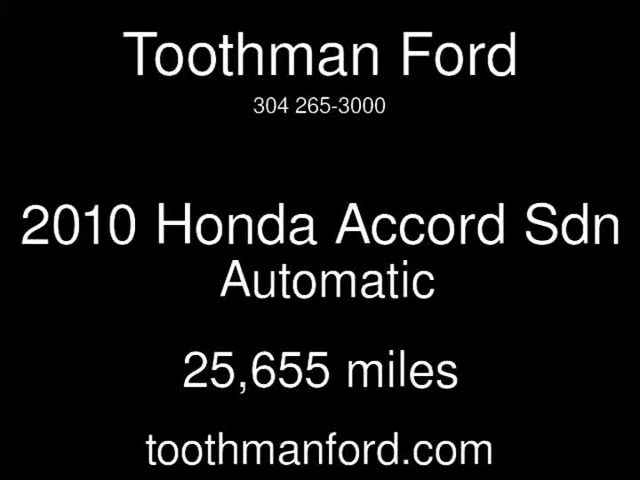 Toothman Ford
304 265-3000
2010 Honda Accord Sdn
Automatic
25,655 miles
toothmanford.com